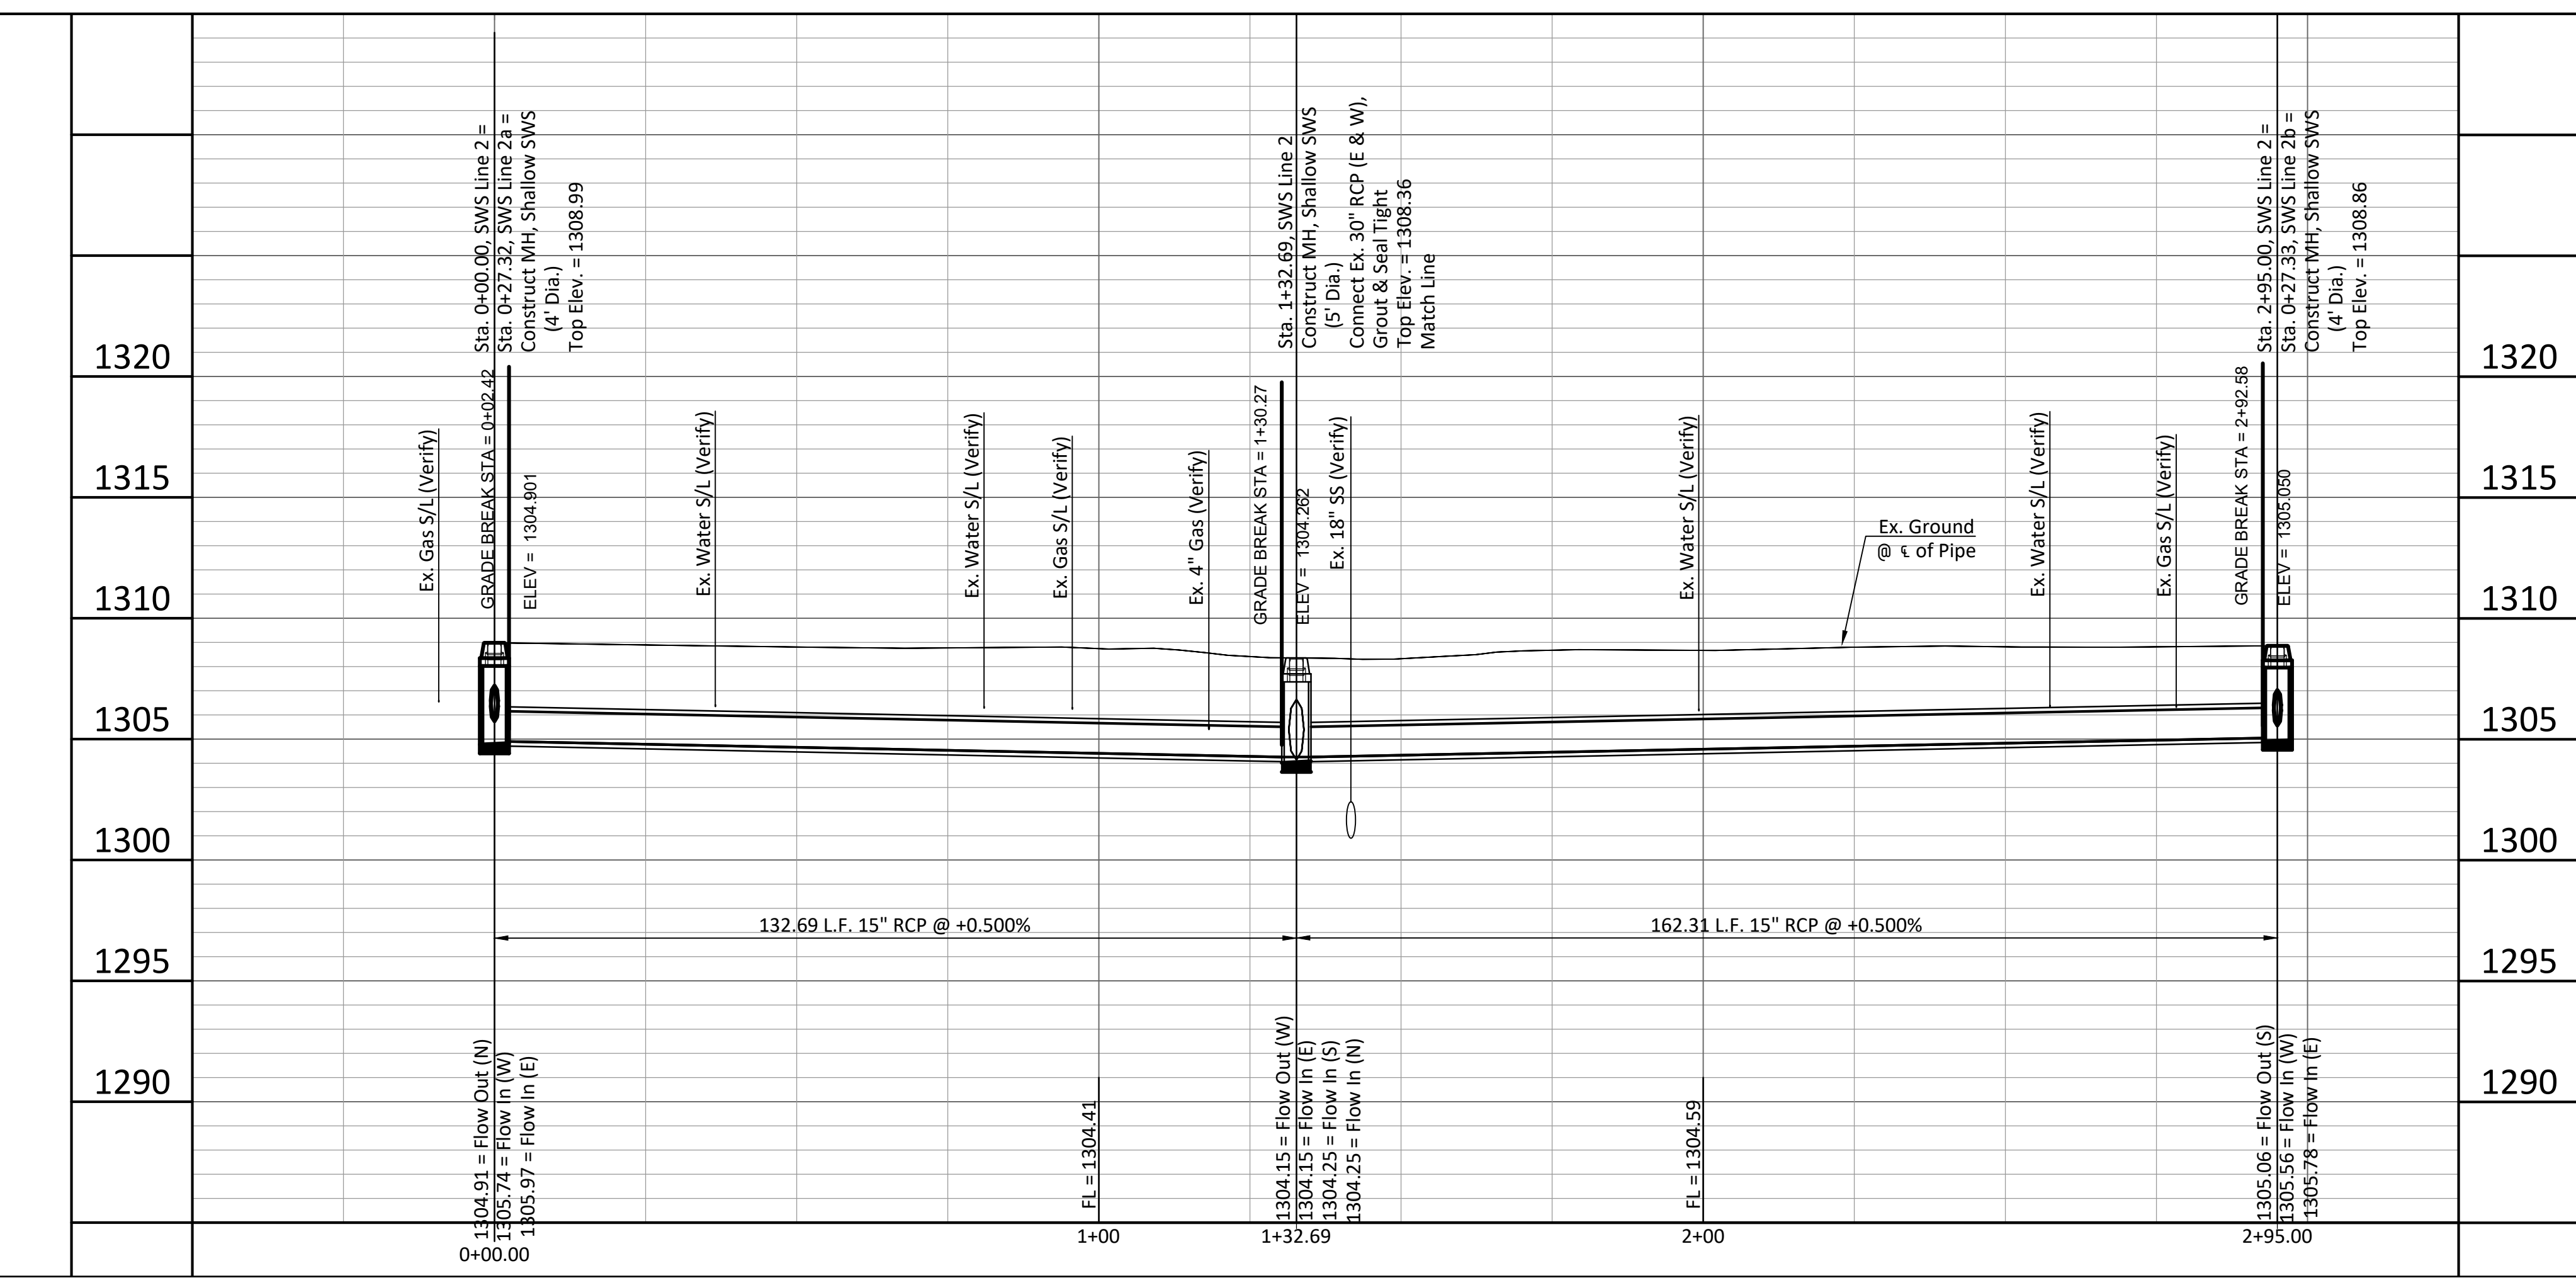 Sta. 0+00.00, SWS Line 2 =
Sta. 0+27.32, SWS Line 2a =
Construct MH, Shallow SWS
(4' Dia.)
Top Elev. = 1308.99
Sta. 1+32.69, SWS Line 2
Construct MH, Shallow SWS
(5' Dia.)
Connect Ex. 30" RCP (E & W),
Grout & Seal Tight
Top Elev. = 1308.36
Match Line
Sta. 2+95.00, SWS Line 2 =
Sta. 0+27.33, SWS Line 2b =
Construct MH, Shallow SWS
(4' Dia.)
Top Elev. = 1308.86
1320
1315
1310
1305
1300
1295
1290
1320
1315
1310
1305
1300
1295
1290
Ex. Gas S/L (Verify)
GRADE BREAK STA = 0+02.42
ELEV = 1304.901
Ex. Water S/L (Verify)
Ex. Water S/L (Verify)
Ex. Gas S/L (Verify)
Ex. 4" Gas (Verify)
GRADE BREAK STA = 1+30.27
ELEV = 1304.262
Ex. 18" SS (Verify)
Ex. Water S/L (Verify)
Ex. Ground
@ ℄ of Pipe
Ex. Water S/L (Verify)
Ex. Gas S/L (Verify)
GRADE BREAK STA = 2+92.58
ELEV = 1305.050
132.69 L.F. 15" RCP @ +0.500%
162.31 L.F. 15" RCP @ +0.500%
1304.91 = Flow Out (N)
1305.74 = Flow In (W)
1305.97 = Flow In (E)
FL = 1304.41
1304.15 = Flow Out (W)
1304.15 = Flow In (E)
1304.25 = Flow In (S)
1304.25 = Flow In (N)
FL = 1304.59
1305.06 = Flow Out (S)
1305.56 = Flow In (W)
1305.78 = Flow In (E)
0+00.00
1+00
1+32.69
2+00
2+95.00